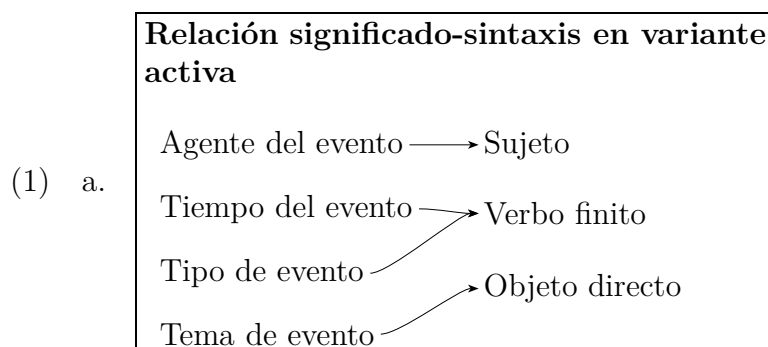 Relación significado-sintaxis en variante
activa
Agente del evento Sujeto
(1) a.
Tiempo del evento Verbo finito
Tipo de evento
Objeto directo
Tema de evento